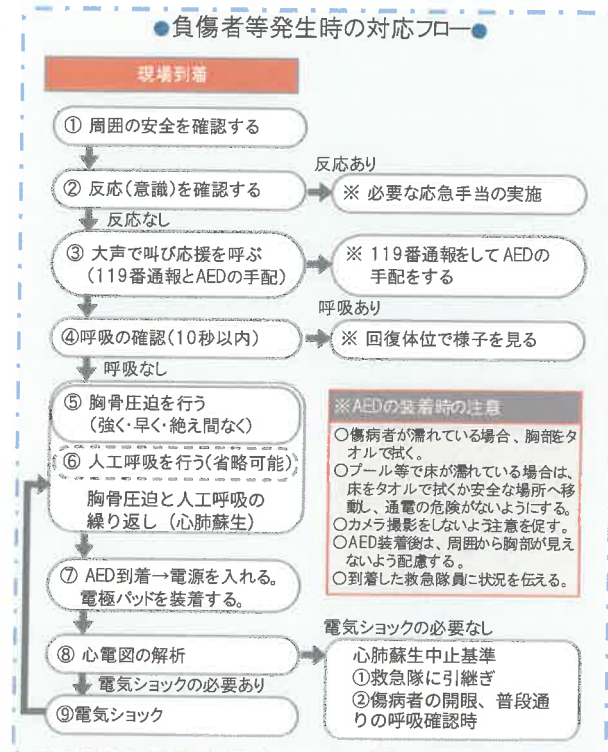 ●負傷者等発生時の対応フロー●
現場到着
① 周囲の安全を確認する
反応あり
② 反応(意識)を確認する
※ 必要な応急手当の実施
反応なし
③ 大声で叫び応援を呼ぶ
(119番通報とAEDの手配)
※ 119番通報をしてAEDの
手配をする
呼吸あり
④呼吸の確認(10秒以内)
※ 回復体位で様子を見る
呼吸なし
⑤ 胸骨圧迫を行う
(強く・早く・絶え間なく)
⑥ 人工呼吸を行う(省略可能)
胸骨圧迫と人工呼吸の
繰り返し(心肺蘇生)
※AEDの装着時の注意
○傷病者が濡れている場合、胸部をタ
オルで拭く。
○プール等で床が濡れている場合は、
床をタオルで拭くか安全な場所へ移
動し、通電の危険がないようにする。
○カメラ撮影をしないよう注意を促す。
○AED装着後は、周囲から胸部が見え
ないよう配慮する。
○到着した救急隊員に状況を伝える。
⑦ AED到着→電源を入れる。
電極パッドを装着する。
電気ショックの必要なし
⑧ 心電図の解析
心肺蘇生中止基準
①救急隊に引継ぎ
②傷病者の開眼、普段通
りの呼吸確認時
電気ショックの必要あり
⑨電気ショック